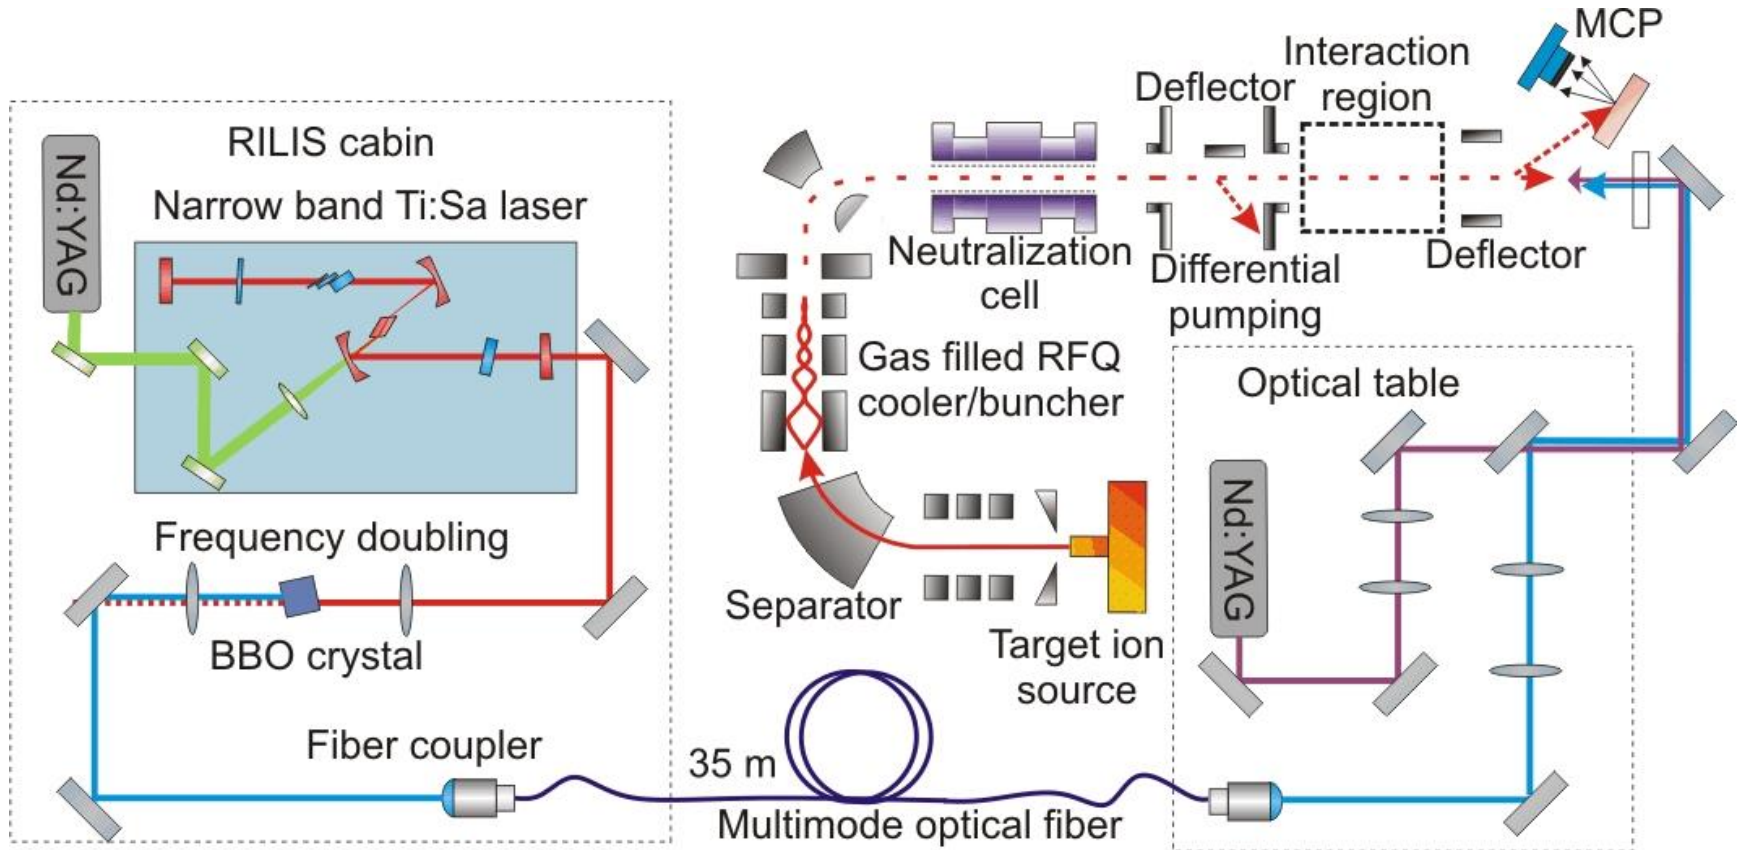 RILIS cabin
Nd:YAG
Narrow band Ti:Sa laser
Frequency doubling
BBO crystal
Fiber coupler
35 m
Multimode optical fiber
MCP
Interaction
region
Deflector
Neutralization
cell
Differential
pumping
Deflector
Gas filled RFQ
cooler/buncher
Separator
Target ion
source
Optical table
Nd:YAG